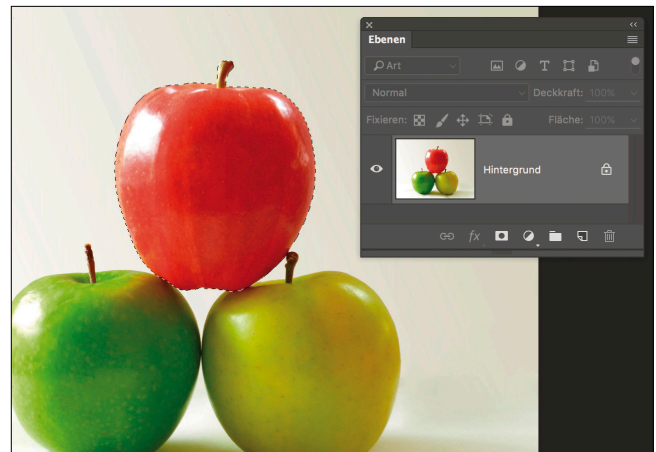 Ebenen
Art
Normal Deckkraft: 100%
Fixieren: Fläche: 100%
Hintergrund
fx